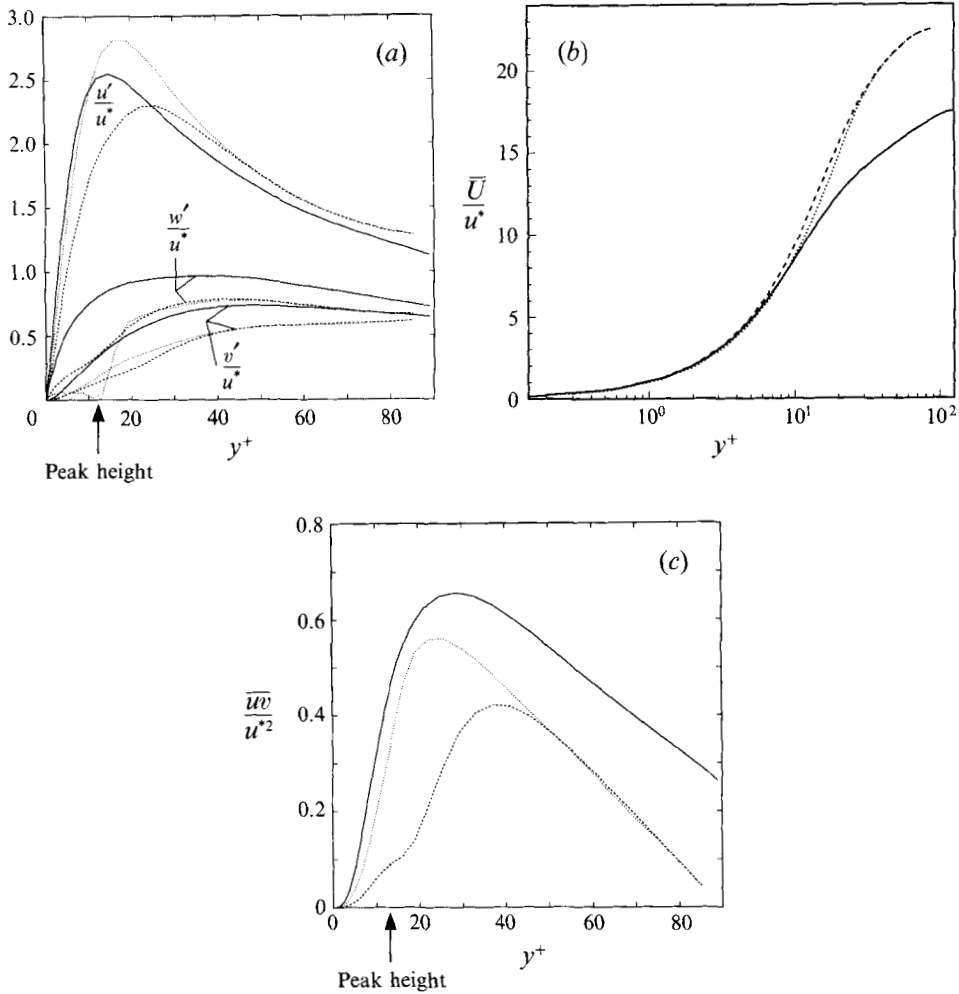 3.0
2.5
2.0
1.5
1.0
0.5
0
20
40
60
80
(a)
u′/u*
w′/u*
v′/u*
y+
Peak height
20
15
10
5
0
10⁰
10¹
10²
(b)
U̅/u*
y+
0.8
0.6
0.4
0.2
0
0
20
40
60
80
(c)
u̅v̅/u*²
y+
Peak height